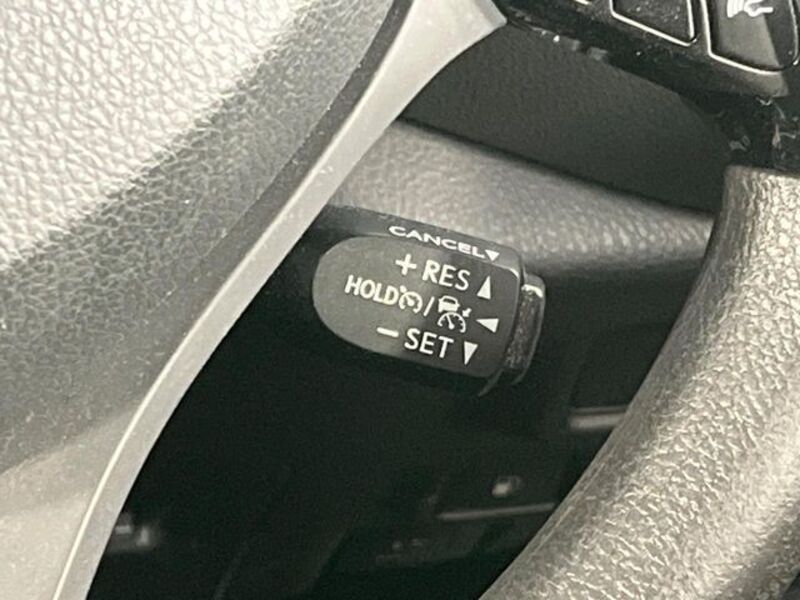 CANCEL▼
+ RES ▲
HOLD / ◀
- SET ▼